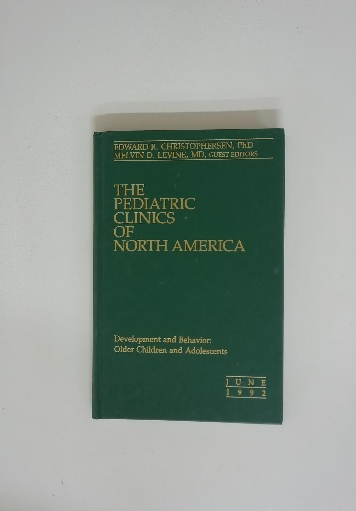 EDWARD R. CHRISTOPHERSEN, PhD
MELVIN D. LEVINE, MD, GUEST EDITORS
THE
PEDIATRIC
CLINICS
OF
NORTH AMERICA
Development and Behavior:
Older Children and Adolescents
JUNE
1992